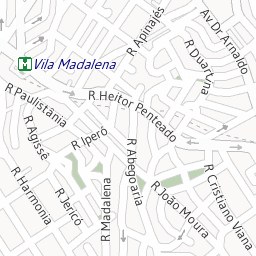 R Apinajés
Av Dr Arnaldo
R Duartina
M
Vila Madalena
R Paulistânia
R Heitor Penteado
R Agissê
R Iperó
R Abegoaria
R Harmonia
R Jericó
R Madalena
R João Moura
R Cristiano Viana